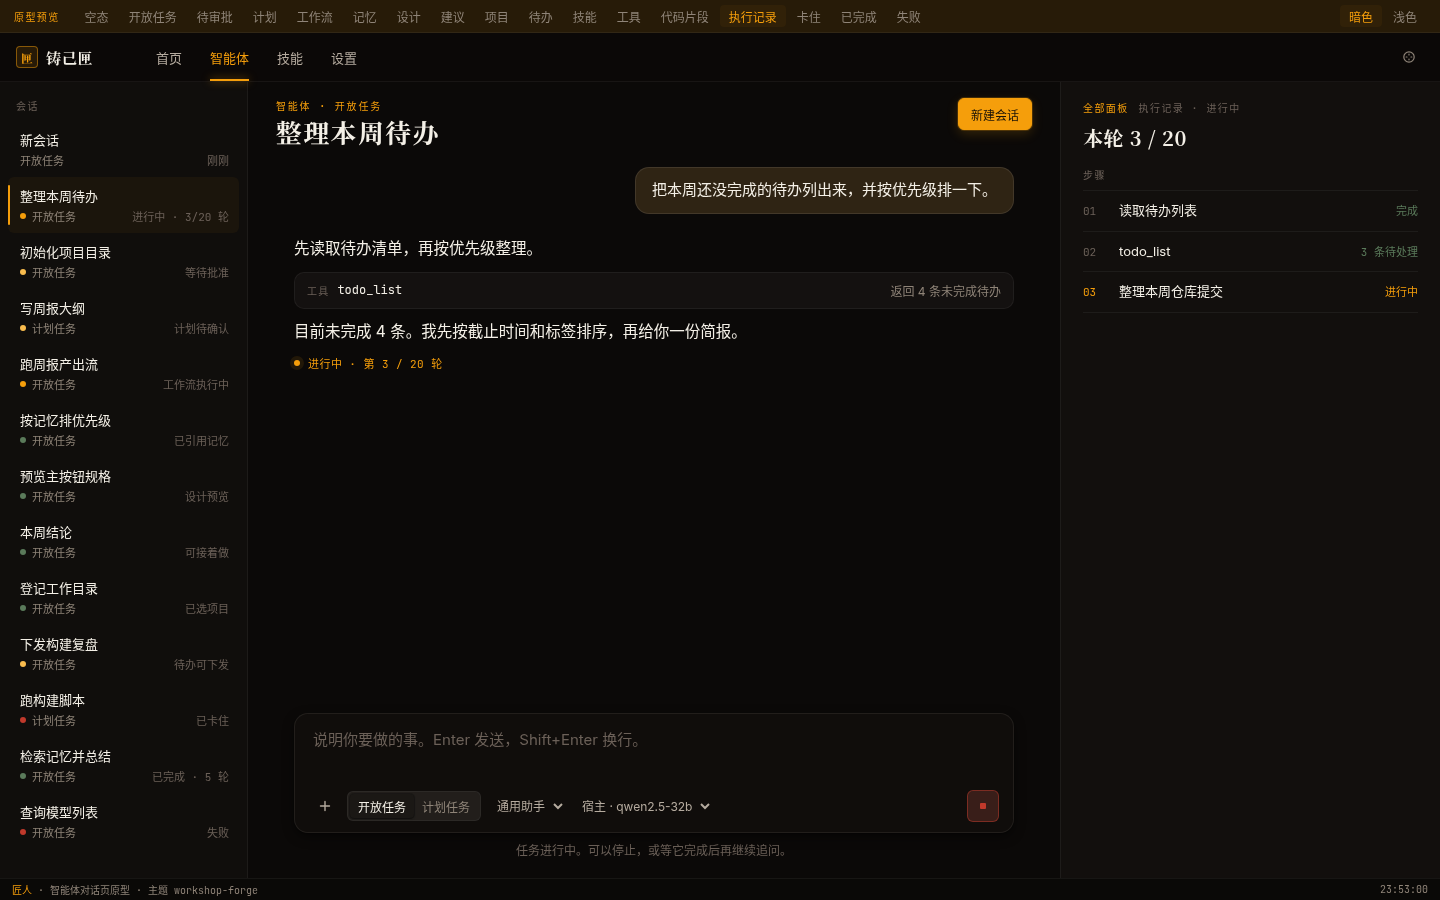 原型预览 空态 开放任务 待审批 计划 工作流 记忆 设计 建议 项目 待办 技能 工具 代码片段 执行记录 卡住 已完成 失败 暗色 浅色
匠 铸己匣 首页 智能体 技能 设置
会话
新会话
开放任务 刚刚
整理本周待办
开放任务 进行中 · 3/20 轮
初始化项目目录
开放任务 等待批准
写周报大纲
计划任务 计划待确认
跑周报产出流
开放任务 工作流执行中
按记忆排优先级
开放任务 已引用记忆
预览主按钮规格
开放任务 设计预览
本周结论
开放任务 可接着做
登记工作目录
开放任务 已选项目
下发构建复盘
开放任务 待办可下发
跑构建脚本
计划任务 已卡住
检索记忆并总结
开放任务 已完成 · 5 轮
查询模型列表
开放任务 失败
智能体 · 开放任务
整理本周待办
新建会话
把本周还没完成的待办列出来，并按优先级排一下。
先读取待办清单，再按优先级整理。
工具 todo_list 返回 4 条未完成待办
目前未完成 4 条。我先按截止时间和标签排序，再给你一份简报。
进行中 · 第 3 / 20 轮
说明你要做的事。Enter 发送，Shift+Enter 换行。
+ 开放任务 计划任务 通用助手 宿主 · qwen2.5-32b
任务进行中。可以停止，或等它完成后再继续追问。
全部面板 执行记录 · 进行中
本轮 3 / 20
步骤
01 读取待办列表 完成
02 todo_list 3 条待处理
03 整理本周仓库提交 进行中
匠人 · 智能体对话页原型 · 主题 workshop-forge 23:53:00